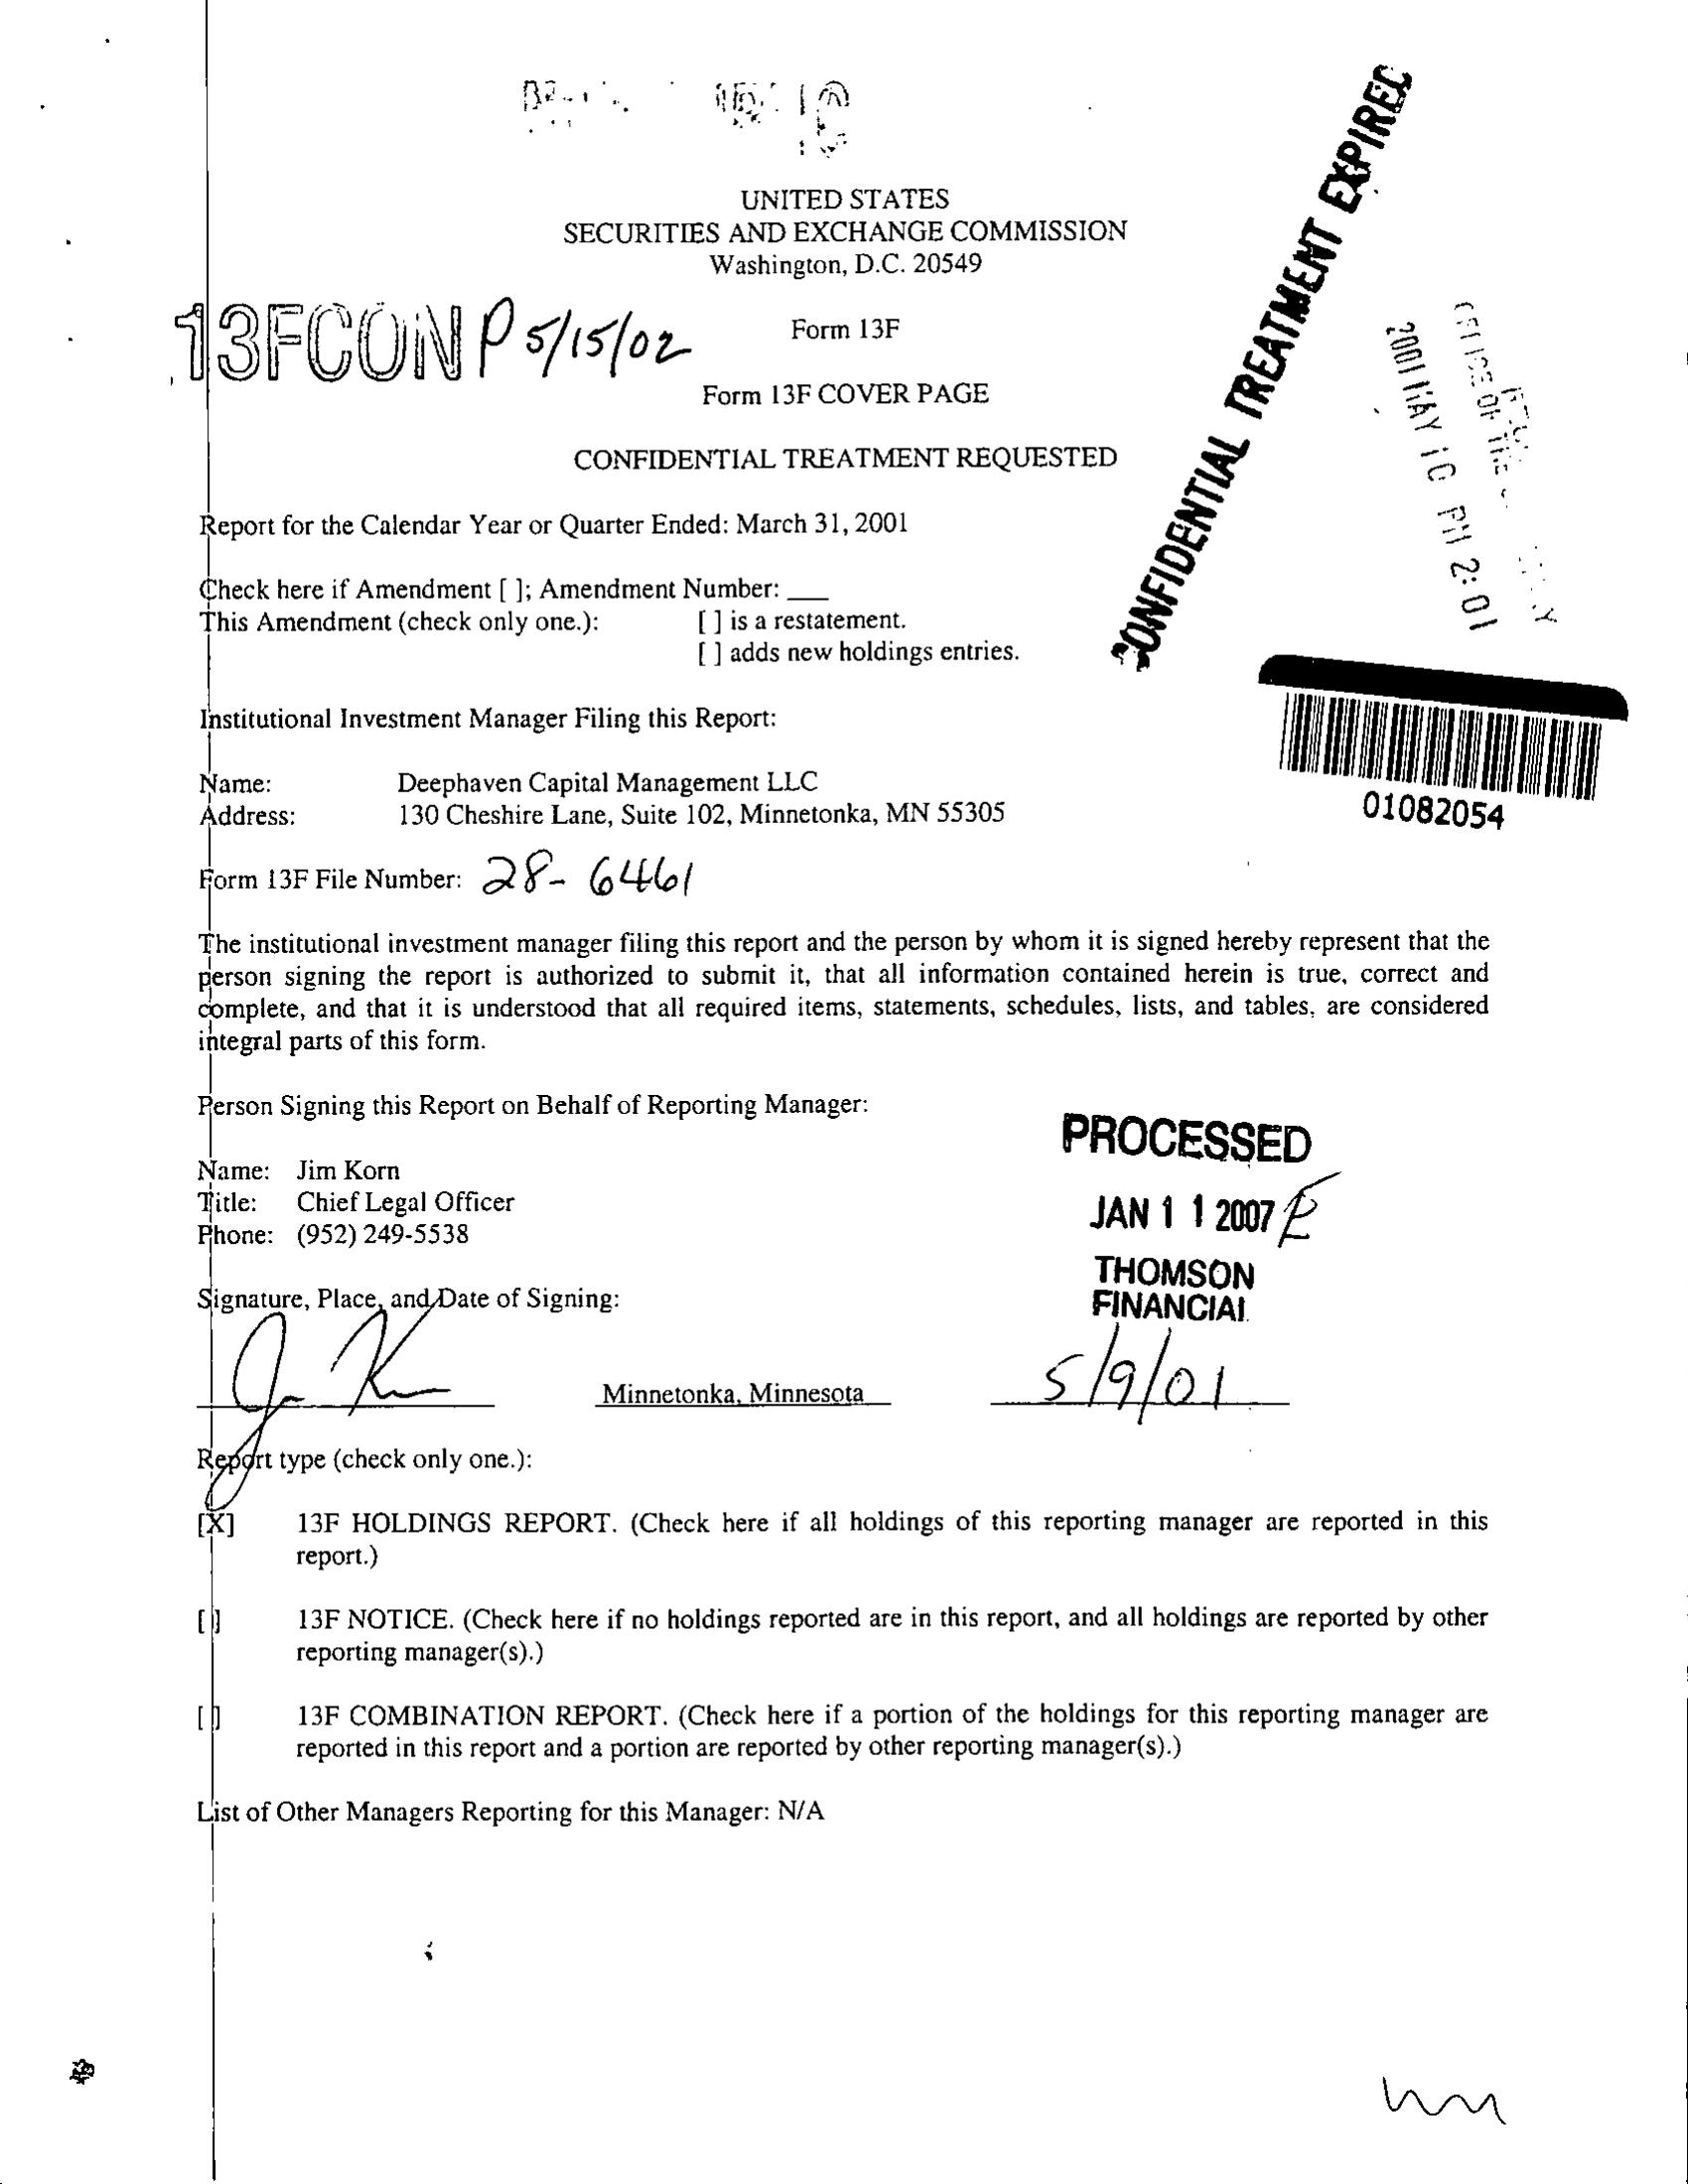 UNITED STATES
SECURITIES AND EXCHANGE COMMISSION
Washington, D.C. 20549
13FCON P 5/15/02
Form 13F
Form 13F COVER PAGE
CONFIDENTIAL TREATMENT REQUESTED
CONFIDENTIAL TREATMENT EXPIRED
OFFICE OF THE
2001 MAY 10 PM 2:01
Report for the Calendar Year or Quarter Ended: March 31, 2001
Check here if Amendment [ ]; Amendment Number: ___
This Amendment (check only one.): [ ] is a restatement.
[ ] adds new holdings entries.
Institutional Investment Manager Filing this Report:
Name: Deephaven Capital Management LLC
Address: 130 Cheshire Lane, Suite 102, Minnetonka, MN 55305
01082054
Form 13F File Number: 28-6461
The institutional investment manager filing this report and the person by whom it is signed hereby represent that the
person signing the report is authorized to submit it, that all information contained herein is true, correct and
complete, and that it is understood that all required items, statements, schedules, lists, and tables, are considered
integral parts of this form.
Person Signing this Report on Behalf of Reporting Manager:
PROCESSED
Name: Jim Korn
Title: Chief Legal Officer
Phone: (952) 249-5538
JAN 1 1 2007
THOMSON
FINANCIAL
Signature, Place, and Date of Signing:
Minnetonka, Minnesota
5/9/01
Report type (check only one.):
[X] 13F HOLDINGS REPORT. (Check here if all holdings of this reporting manager are reported in this
report.)
[ ] 13F NOTICE. (Check here if no holdings reported are in this report, and all holdings are reported by other
reporting manager(s).)
[ ] 13F COMBINATION REPORT. (Check here if a portion of the holdings for this reporting manager are
reported in this report and a portion are reported by other reporting manager(s).)
List of Other Managers Reporting for this Manager: N/A